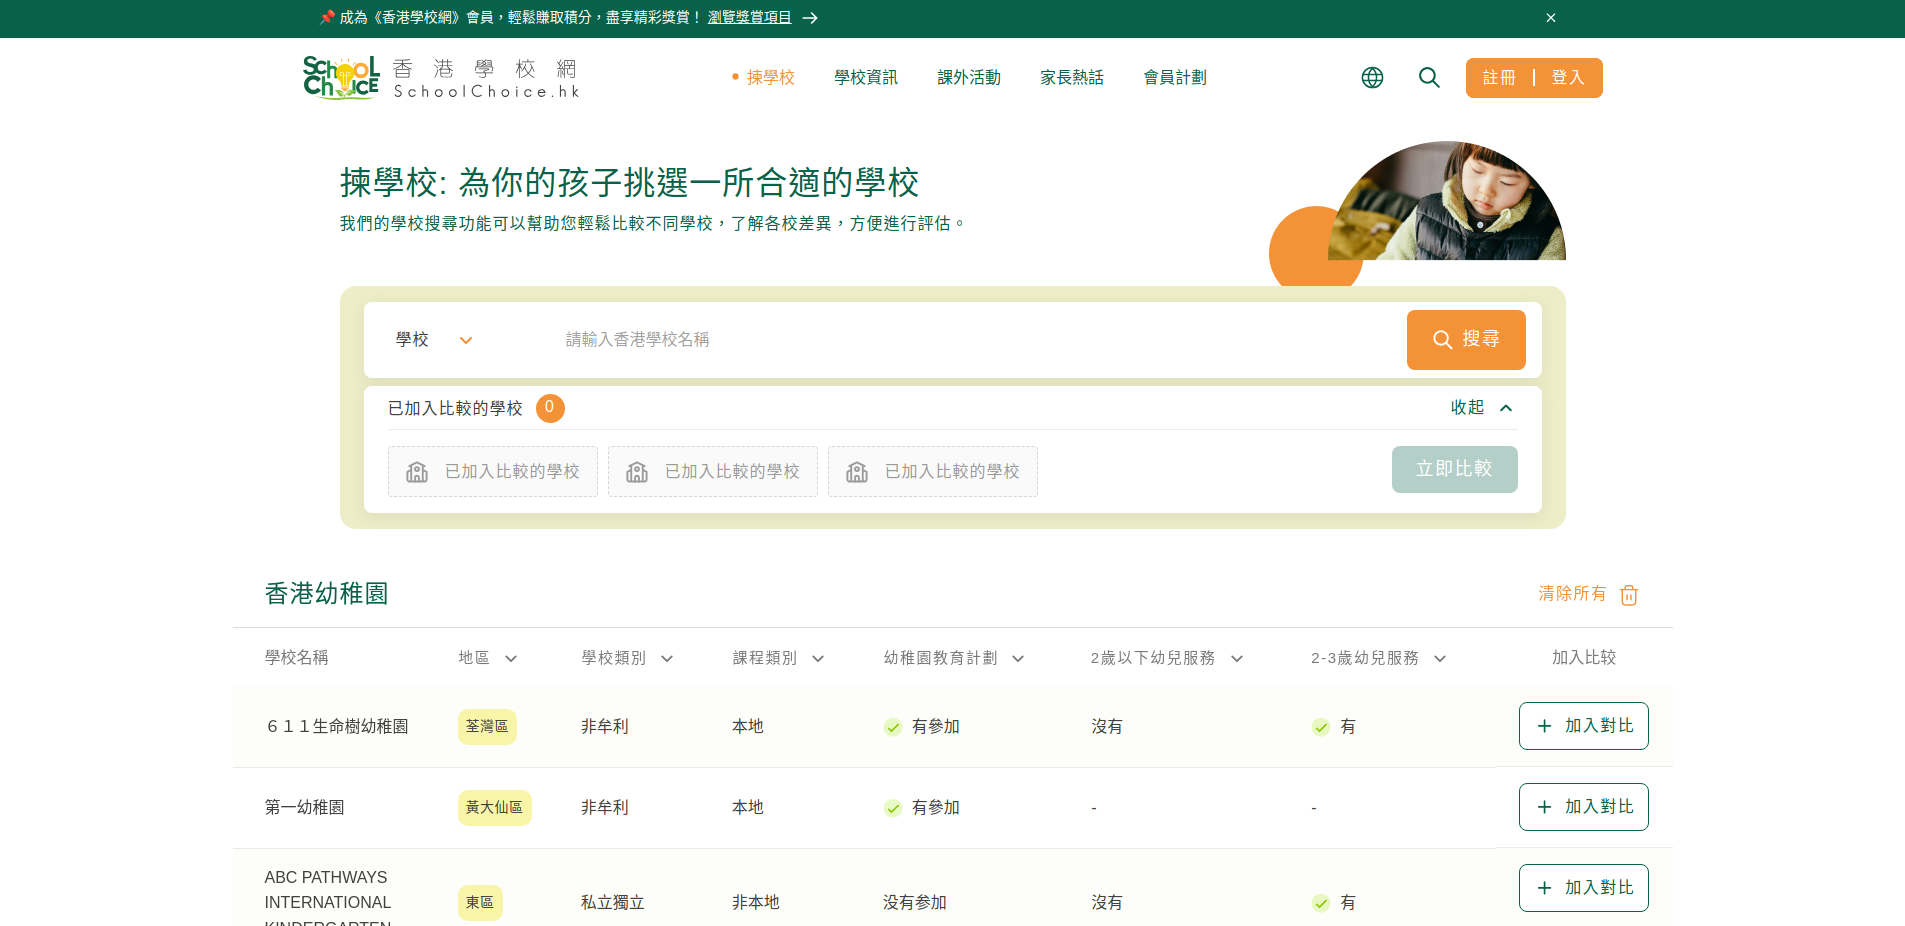 📌 成為《香港學校網》會員，輕鬆賺取積分，盡享精彩獎賞！ 瀏覽獎賞項目
SchooL ChoiCE 香港學校網
SchoolChoice.hk
揀學校 學校資訊 課外活動 家長熱話 會員計劃
註冊 | 登入
揀學校: 為你的孩子挑選一所合適的學校
我們的學校搜尋功能可以幫助您輕鬆比較不同學校，了解各校差異，方便進行評估。
學校 請輸入香港學校名稱 搜尋
已加入比較的學校 0 收起
已加入比較的學校 已加入比較的學校 已加入比較的學校 立即比較
香港幼稚園 清除所有
學校名稱 地區 學校類別 課程類別 幼稚園教育計劃 2歲以下幼兒服務 2-3歲幼兒服務 加入比较
６１１生命樹幼稚園 荃灣區 非牟利 本地 有參加 沒有 有 加入對比
第一幼稚園 黃大仙區 非牟利 本地 有參加 - - 加入對比
ABC PATHWAYS
INTERNATIONAL
KINDERGARTEN
東區 私立獨立 非本地 没有参加 沒有 有 加入對比